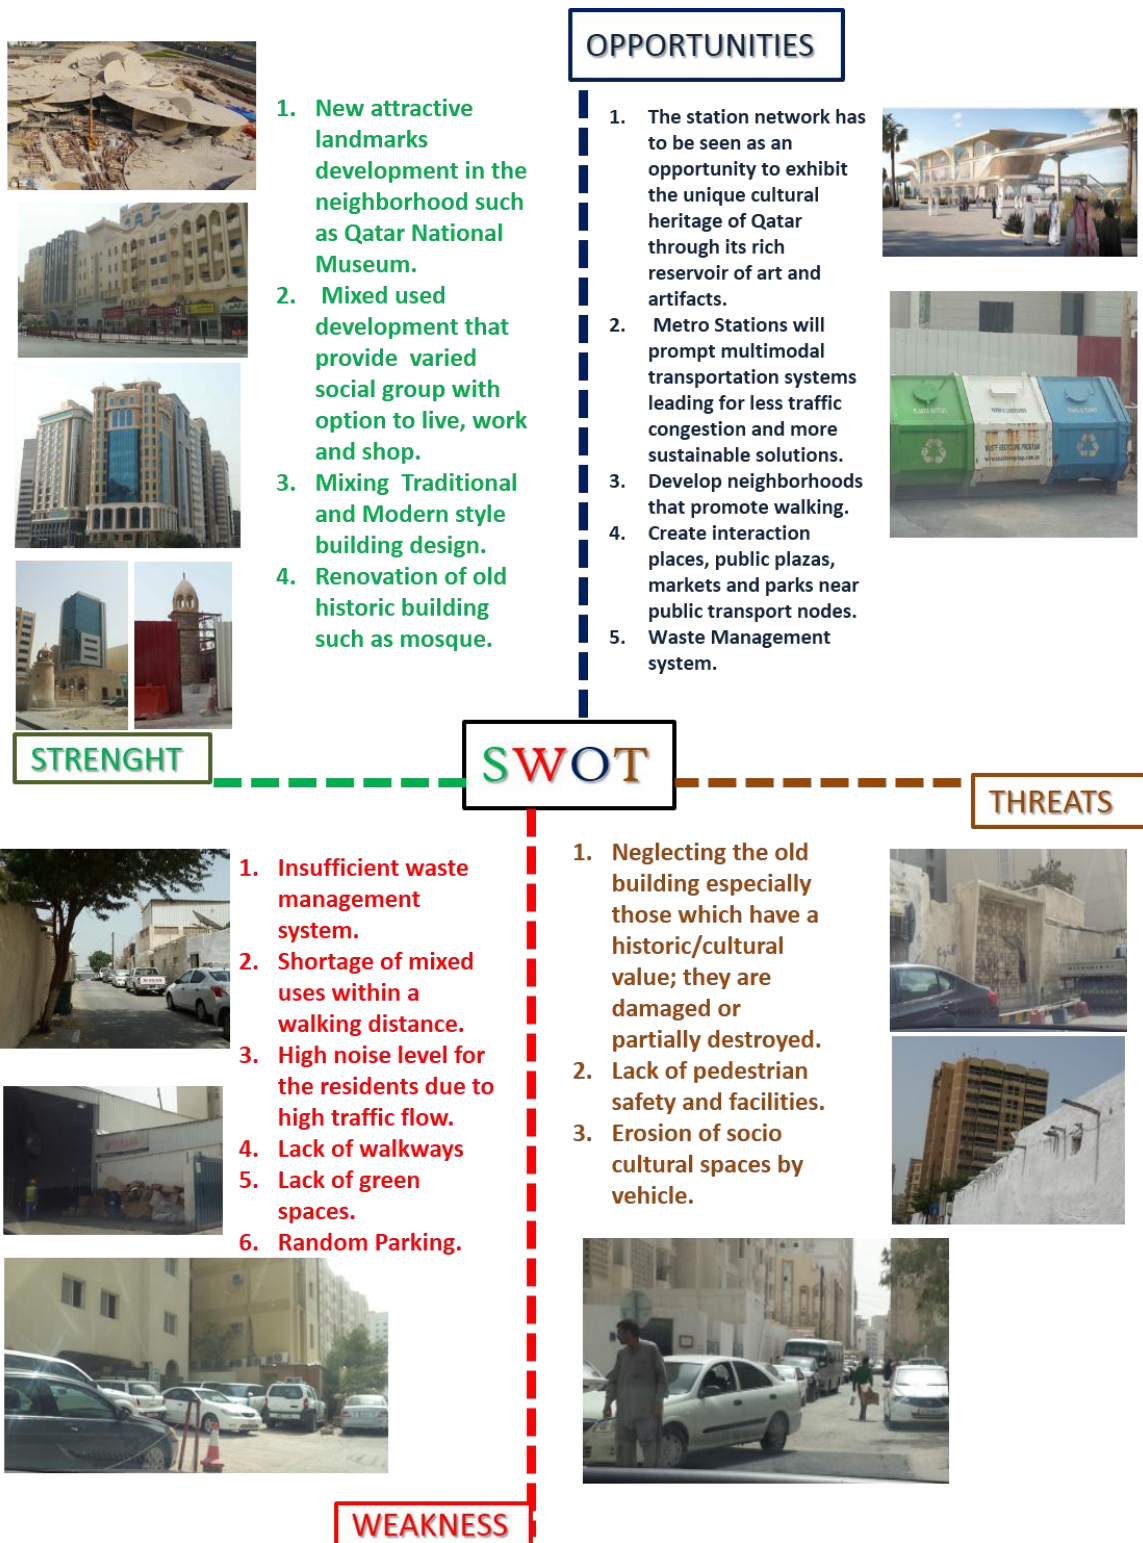 OPPORTUNITIES
1. New attractive
landmarks
development in the
neighborhood such
as Qatar National
Museum.
2. Mixed used
development that
provide varied
social group with
option to live, work
and shop.
3. Mixing Traditional
and Modern style
building design.
4. Renovation of old
historic building
such as mosque.
1. The station network has
to be seen as an
opportunity to exhibit
the unique cultural
heritage of Qatar
through its rich
reservoir of art and
artifacts.
2. Metro Stations will
prompt multimodal
transportation systems
leading for less traffic
congestion and more
sustainable solutions.
3. Develop neighborhoods
that promote walking.
4. Create interaction
places, public plazas,
markets and parks near
public transport nodes.
5. Waste Management
system.
WASTE RECYCLING PROGRAM
STRENGHT
SWOT
THREATS
1. Insufficient waste
management
system.
2. Shortage of mixed
uses within a
walking distance.
3. High noise level for
the residents due to
high traffic flow.
4. Lack of walkways
5. Lack of green
spaces.
6. Random Parking.
1. Neglecting the old
building especially
those which have a
historic/cultural
value; they are
damaged or
partially destroyed.
2. Lack of pedestrian
safety and facilities.
3. Erosion of socio
cultural spaces by
vehicle.
WEAKNESS